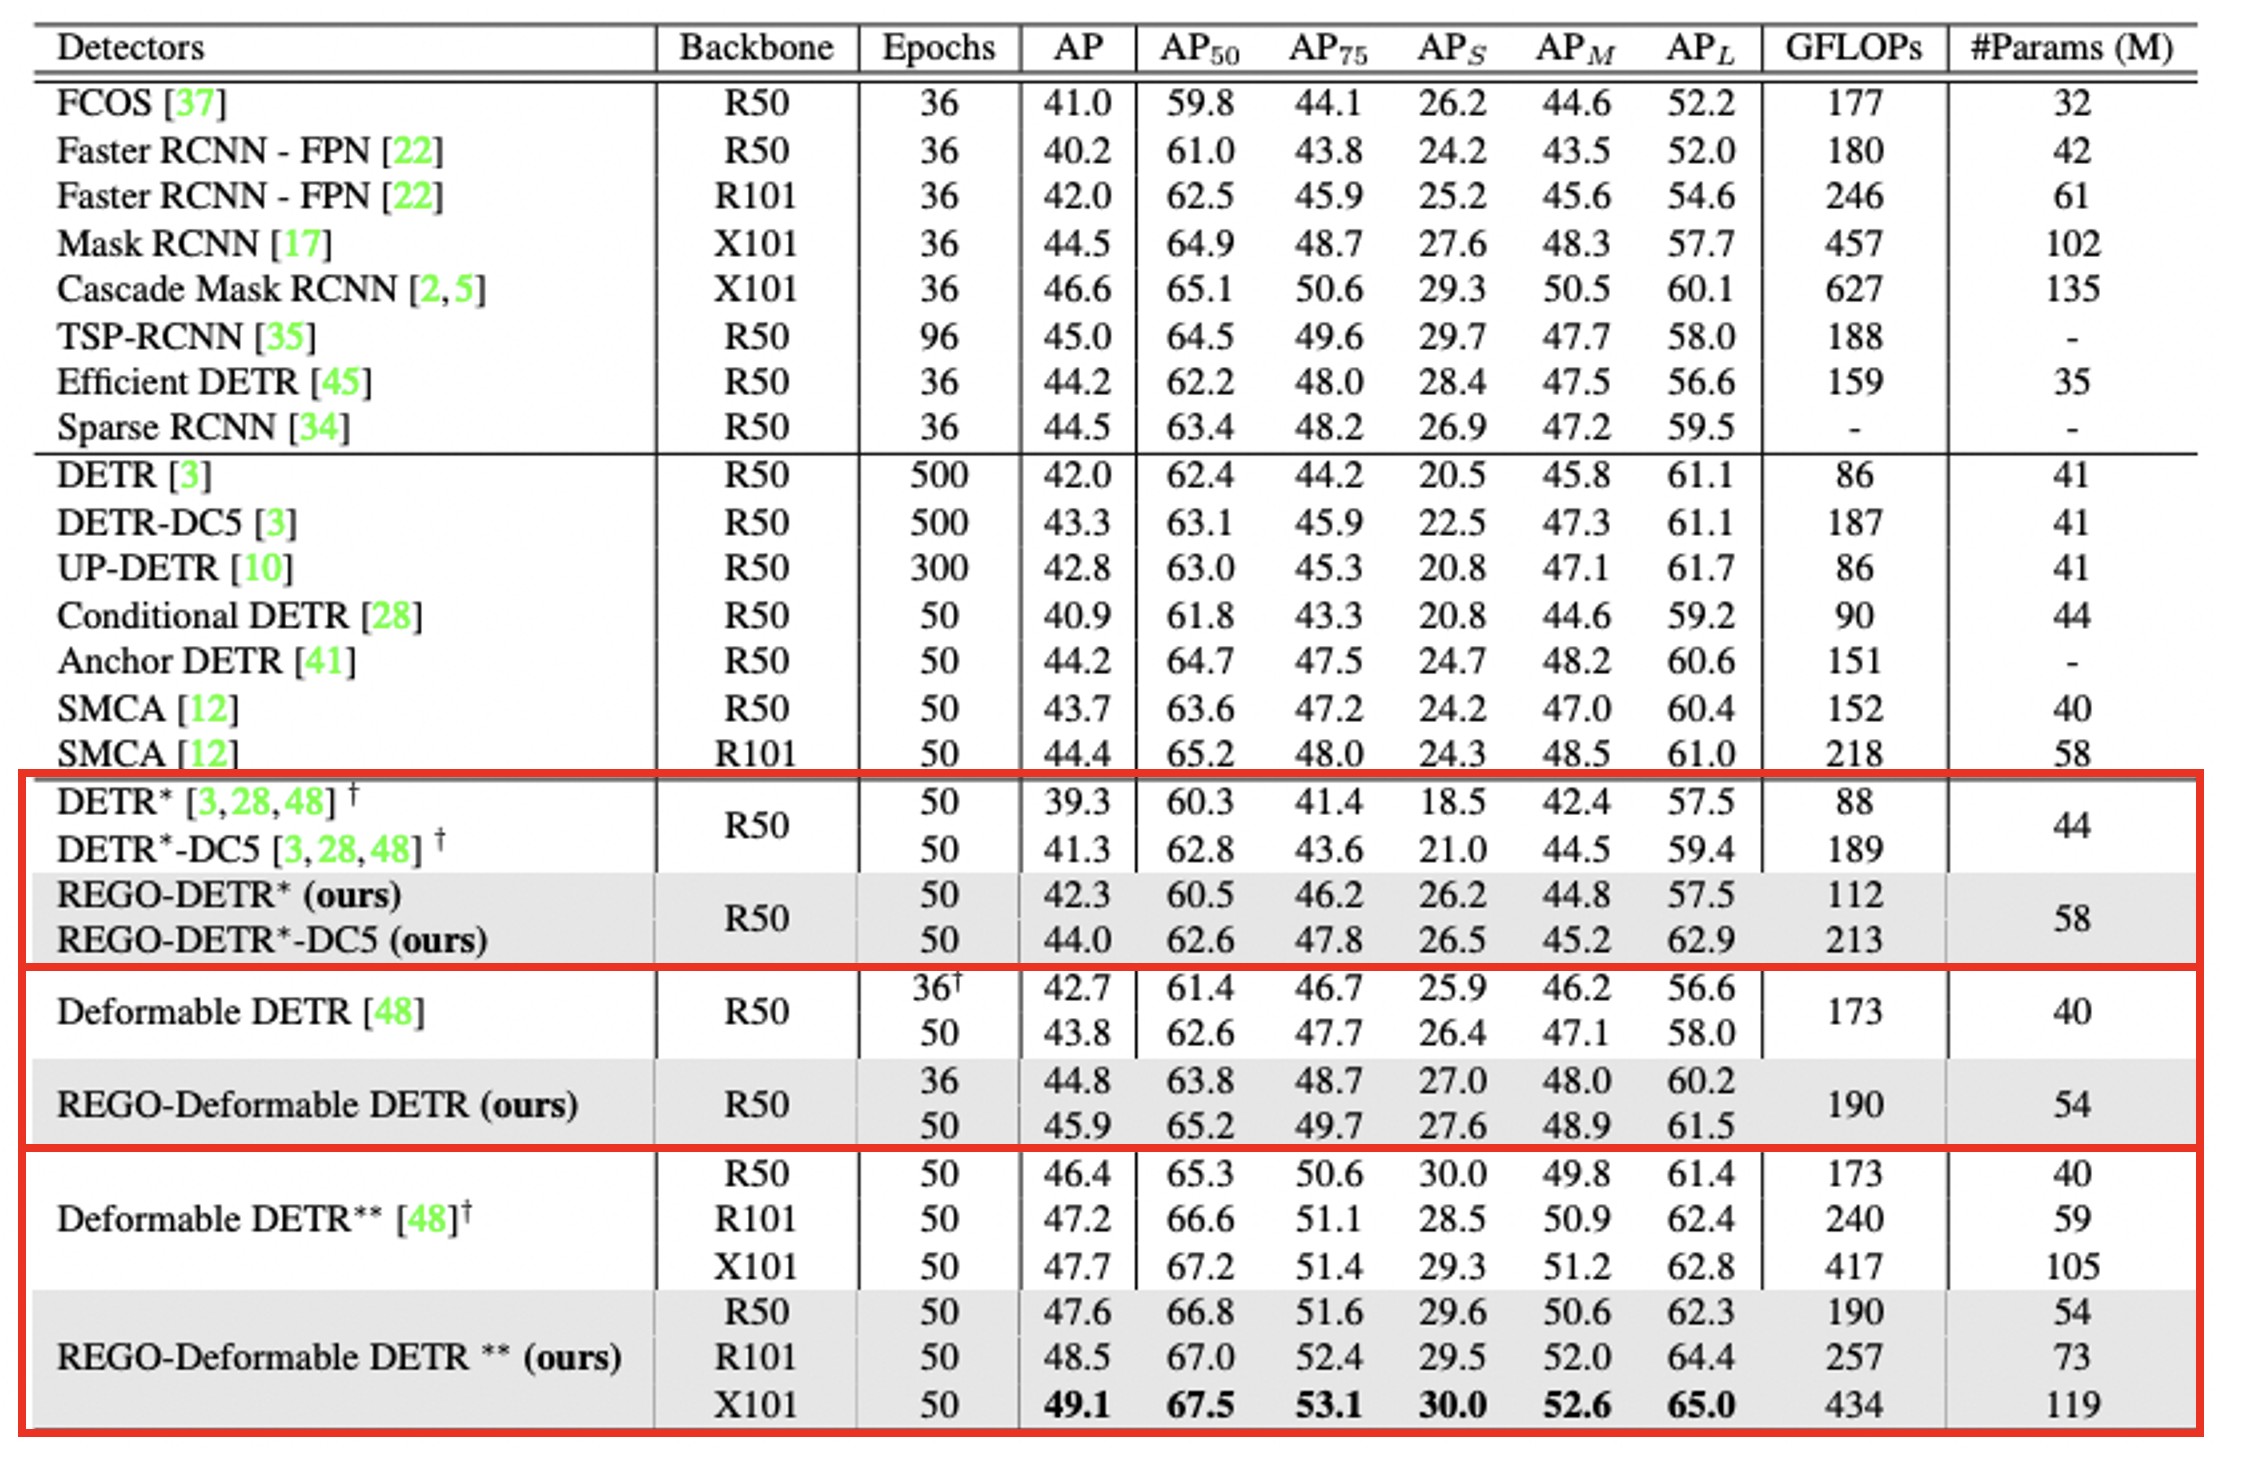 Detectors Backbone Epochs AP AP50 AP75 APS APM APL GFLOPs #Params (M)
FCOS [37] R50 36 41.0 59.8 44.1 26.2 44.6 52.2 177 32
Faster RCNN - FPN [22] R50 36 40.2 61.0 43.8 24.2 43.5 52.0 180 42
Faster RCNN - FPN [22] R101 36 42.0 62.5 45.9 25.2 45.6 54.6 246 61
Mask RCNN [17] X101 36 44.5 64.9 48.7 27.6 48.3 57.7 457 102
Cascade Mask RCNN [2,5] X101 36 46.6 65.1 50.6 29.3 50.5 60.1 627 135
TSP-RCNN [35] R50 96 45.0 64.5 49.6 29.7 47.7 58.0 188 -
Efficient DETR [45] R50 36 44.2 62.2 48.0 28.4 47.5 56.6 159 35
Sparse RCNN [34] R50 36 44.5 63.4 48.2 26.9 47.2 59.5 - -
DETR [3] R50 500 42.0 62.4 44.2 20.5 45.8 61.1 86 41
DETR-DC5 [3] R50 500 43.3 63.1 45.9 22.5 47.3 61.1 187 41
UP-DETR [10] R50 300 42.8 63.0 45.3 20.8 47.1 61.7 86 41
Conditional DETR [28] R50 50 40.9 61.8 43.3 20.8 44.6 59.2 90 44
Anchor DETR [41] R50 50 44.2 64.7 47.5 24.7 48.2 60.6 151 -
SMCA [12] R50 50 43.7 63.6 47.2 24.2 47.0 60.4 152 40
SMCA [12] R101 50 44.4 65.2 48.0 24.3 48.5 61.0 218 58
DETR* [3,28,48] † 50 39.3 60.3 41.4 18.5 42.4 57.5 88
R50 44
DETR*-DC5 [3,28,48] † 50 41.3 62.8 43.6 21.0 44.5 59.4 189
REGO-DETR* (ours) 50 42.3 60.5 46.2 26.2 44.8 57.5 112
R50 58
REGO-DETR*-DC5 (ours) 50 44.0 62.6 47.8 26.5 45.2 62.9 213
36† 42.7 61.4 46.7 25.9 46.2 56.6
Deformable DETR [48] R50 173 40
50 43.8 62.6 47.7 26.4 47.1 58.0
36 44.8 63.8 48.7 27.0 48.0 60.2
REGO-Deformable DETR (ours) R50 190 54
50 45.9 65.2 49.7 27.6 48.9 61.5
R50 50 46.4 65.3 50.6 30.0 49.8 61.4 173 40
Deformable DETR** [48]† R101 50 47.2 66.6 51.1 28.5 50.9 62.4 240 59
X101 50 47.7 67.2 51.4 29.3 51.2 62.8 417 105
R50 50 47.6 66.8 51.6 29.6 50.6 62.3 190 54
REGO-Deformable DETR ** (ours) R101 50 48.5 67.0 52.4 29.5 52.0 64.4 257 73
X101 50 49.1 67.5 53.1 30.0 52.6 65.0 434 119